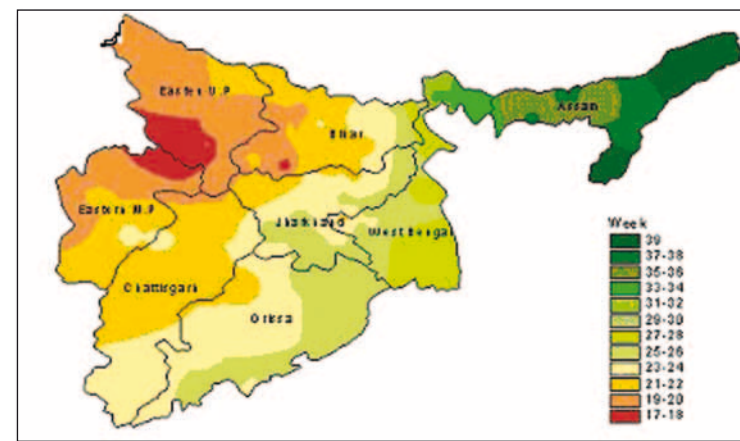 Eastern U.P
Bihar
Assan
Eastern M.P
Jharkhand
West Bengal
Chattisgarh
Orissa
Week
39
37-38
35-36
33-34
31-32
29-30
27-28
25-26
23-24
21-22
19-20
17-18